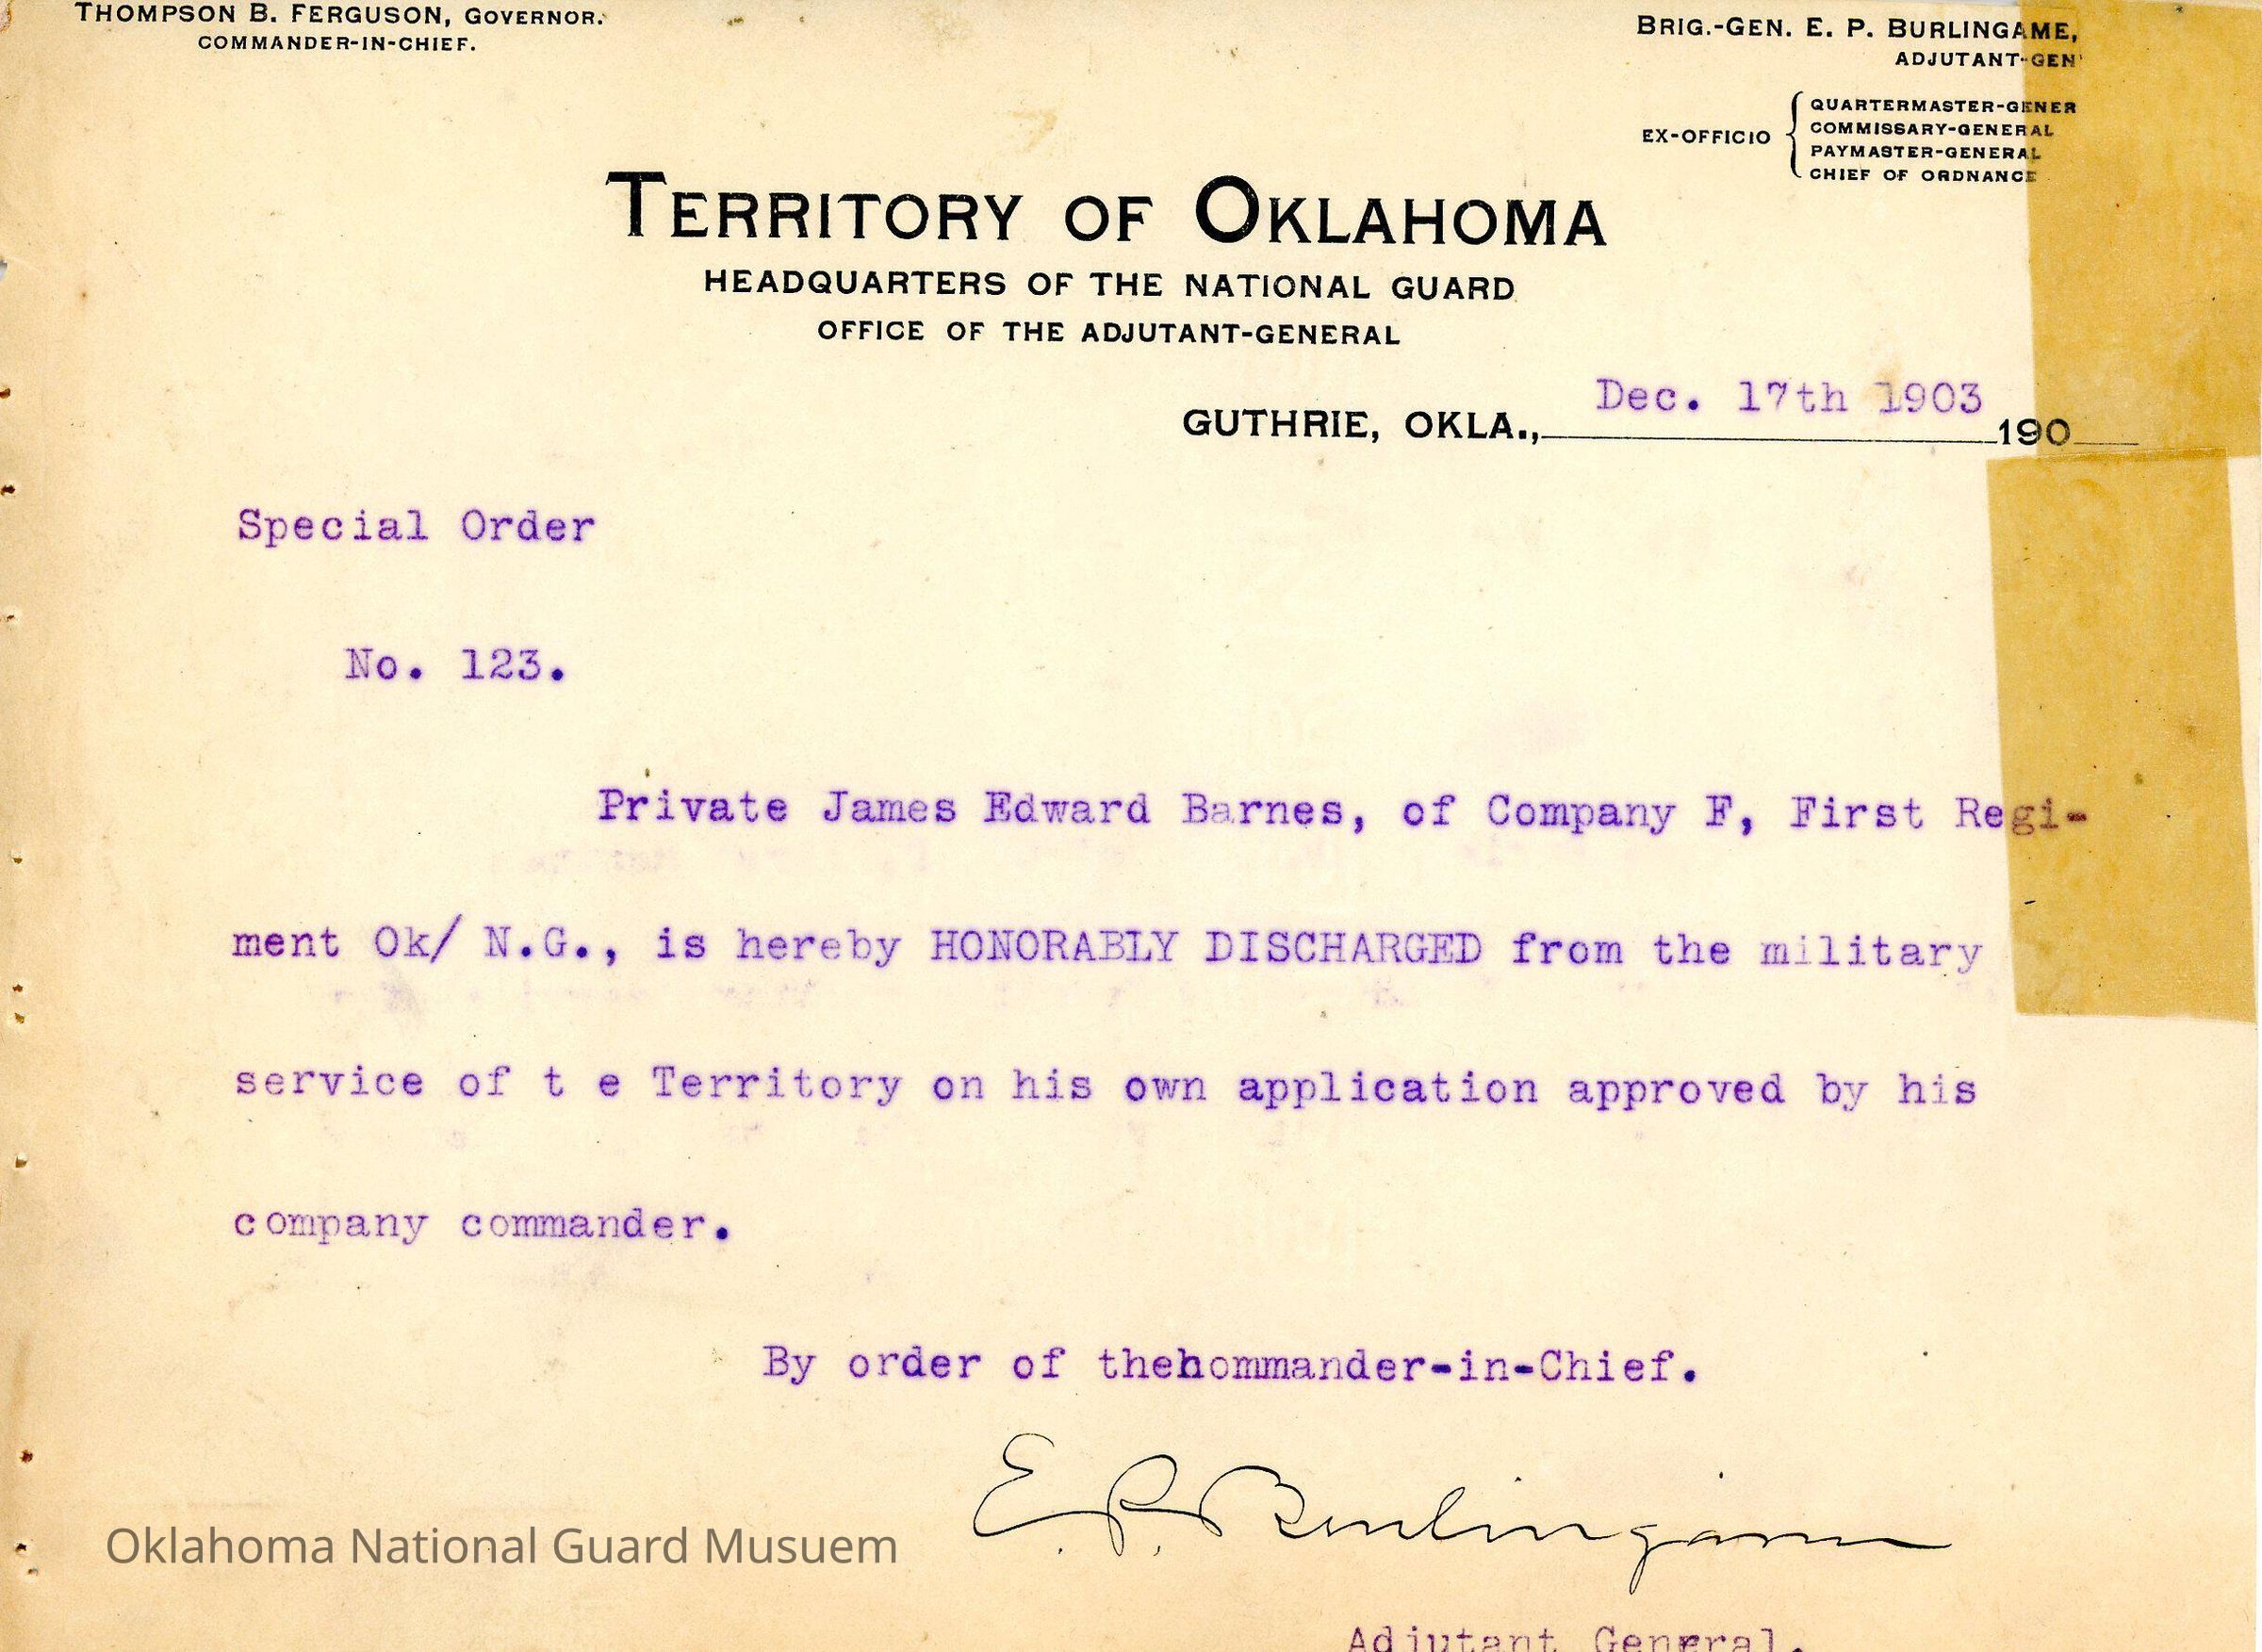 THOMPSON B. FERGUSON, GOVERNOR.
COMMANDER-IN-CHIEF.
BRIG.-GEN. E. P. BURLINGAME,
ADJUTANT-GEN
EX-OFFICIO
QUARTERMASTER-GENER
COMMISSARY-GENERAL
PAYMASTER-GENERAL
CHIEF OF ORDNANCE
TERRITORY OF OKLAHOMA
HEADQUARTERS OF THE NATIONAL GUARD
OFFICE OF THE ADJUTANT-GENERAL
Dec. 17th 1903
GUTHRIE, OKLA., 190
Special Order
No. 123.
Private James Edward Barnes, of Company F, First Regi-
ment Ok/ N.G., is hereby HONORABLY DISCHARGED from the military
service of t e Territory on his own application approved by his
company commander.
By order of thehommander-in-Chief.
E. P. Burlingame
Oklahoma National Guard Musuem
Adjutant General.